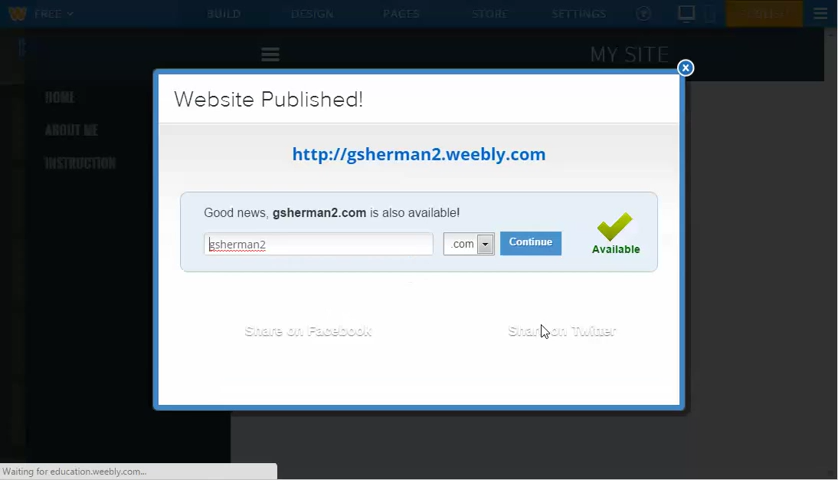 FREE
BUILD
DESIGN
PAGES
STORE
SETTINGS
MY SITE
HOME
ABOUT ME
INSTRUCTION
Website Published!
http://gsherman2.weebly.com
Good news, gsherman2.com is also available!
gsherman2
.com
Continue
Available
Share on Facebook
Share on Twitter
Waiting for education.weebly.com...